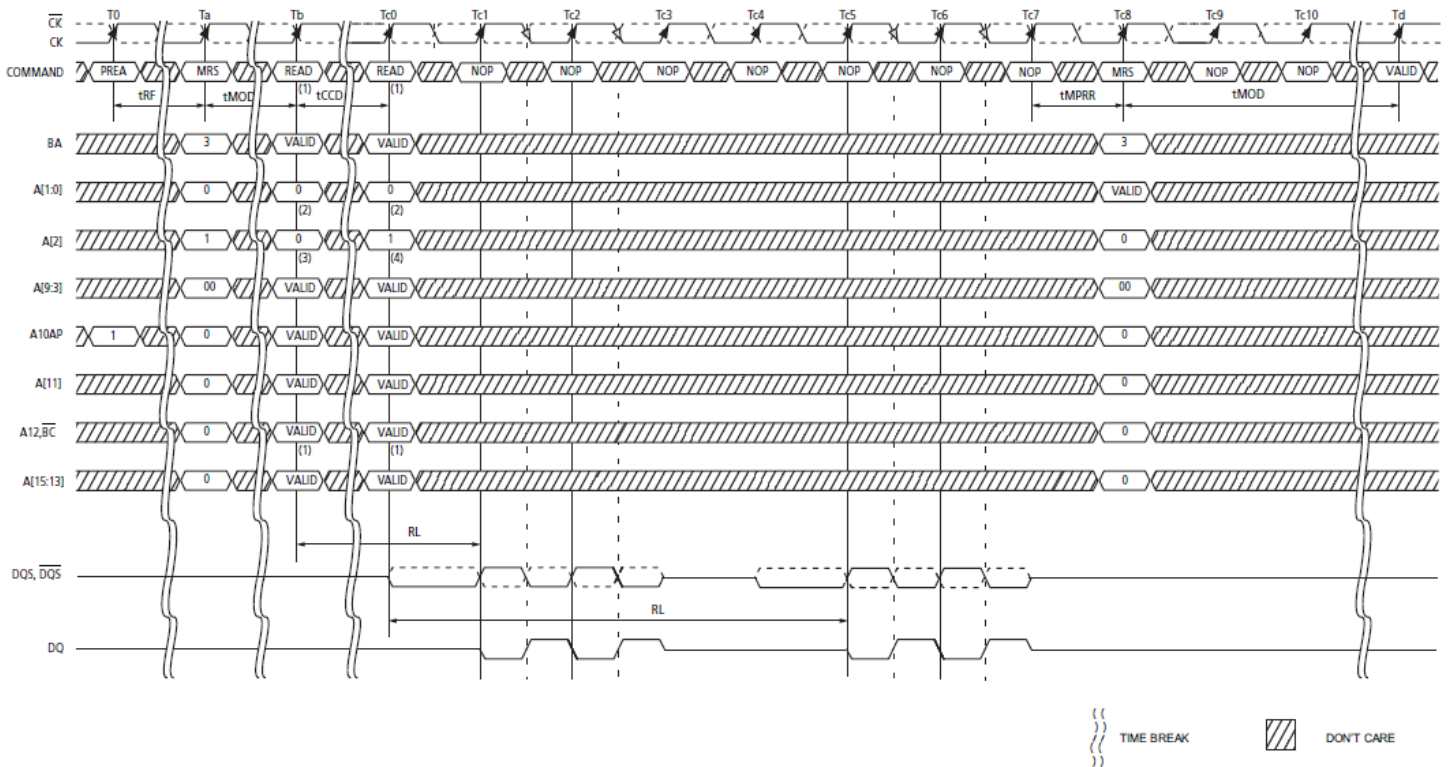 T0 Ta Tb Tc0 Tc1 Tc2 Tc3 Tc4 Tc5 Tc6 Tc7 Tc8 Tc9 Tc10 Td
C̅K̅
CK
COMMAND PREA MRS READ READ NOP NOP NOP NOP NOP NOP NOP MRS NOP NOP VALID
(1) (1)
tRF tMOD tCCD tMPRR tMOD
BA 3 VALID VALID 3
A[1:0] 0 0 0 VALID
(2) (2)
A[2] 1 0 1 0
(3) (4)
A[9:3] 00 VALID VALID 00
A10AP 1 0 VALID VALID 0
A[11] 0 VALID VALID 0
A12,B̅C̅ 0 VALID VALID 0
(1) (1)
A[15:13] 0 VALID VALID 0
RL
DQS, D̅Q̅S̅
RL
DQ
TIME BREAK DON'T CARE